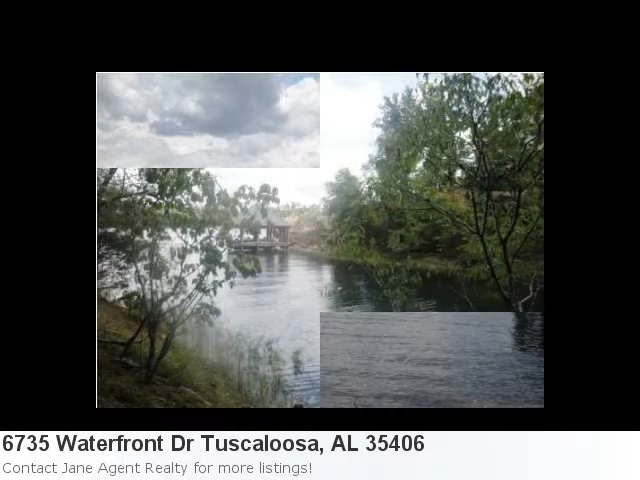 6735 Waterfront Dr Tuscaloosa, AL 35406
Contact Jane Agent Realty for more listings!